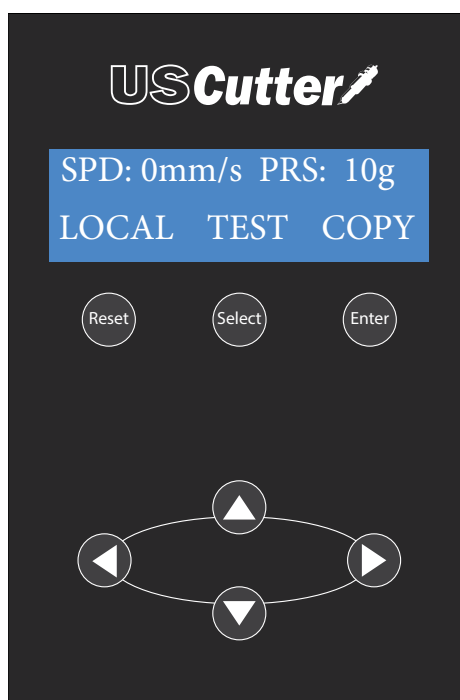 USCutter
SPD: 0mm/s PRS: 10g
LOCAL TEST COPY
Reset Select Enter